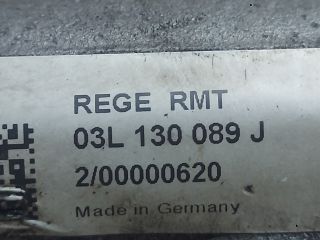 REGE RMT
03L 130 089 J
2/00000620
Made in Germany